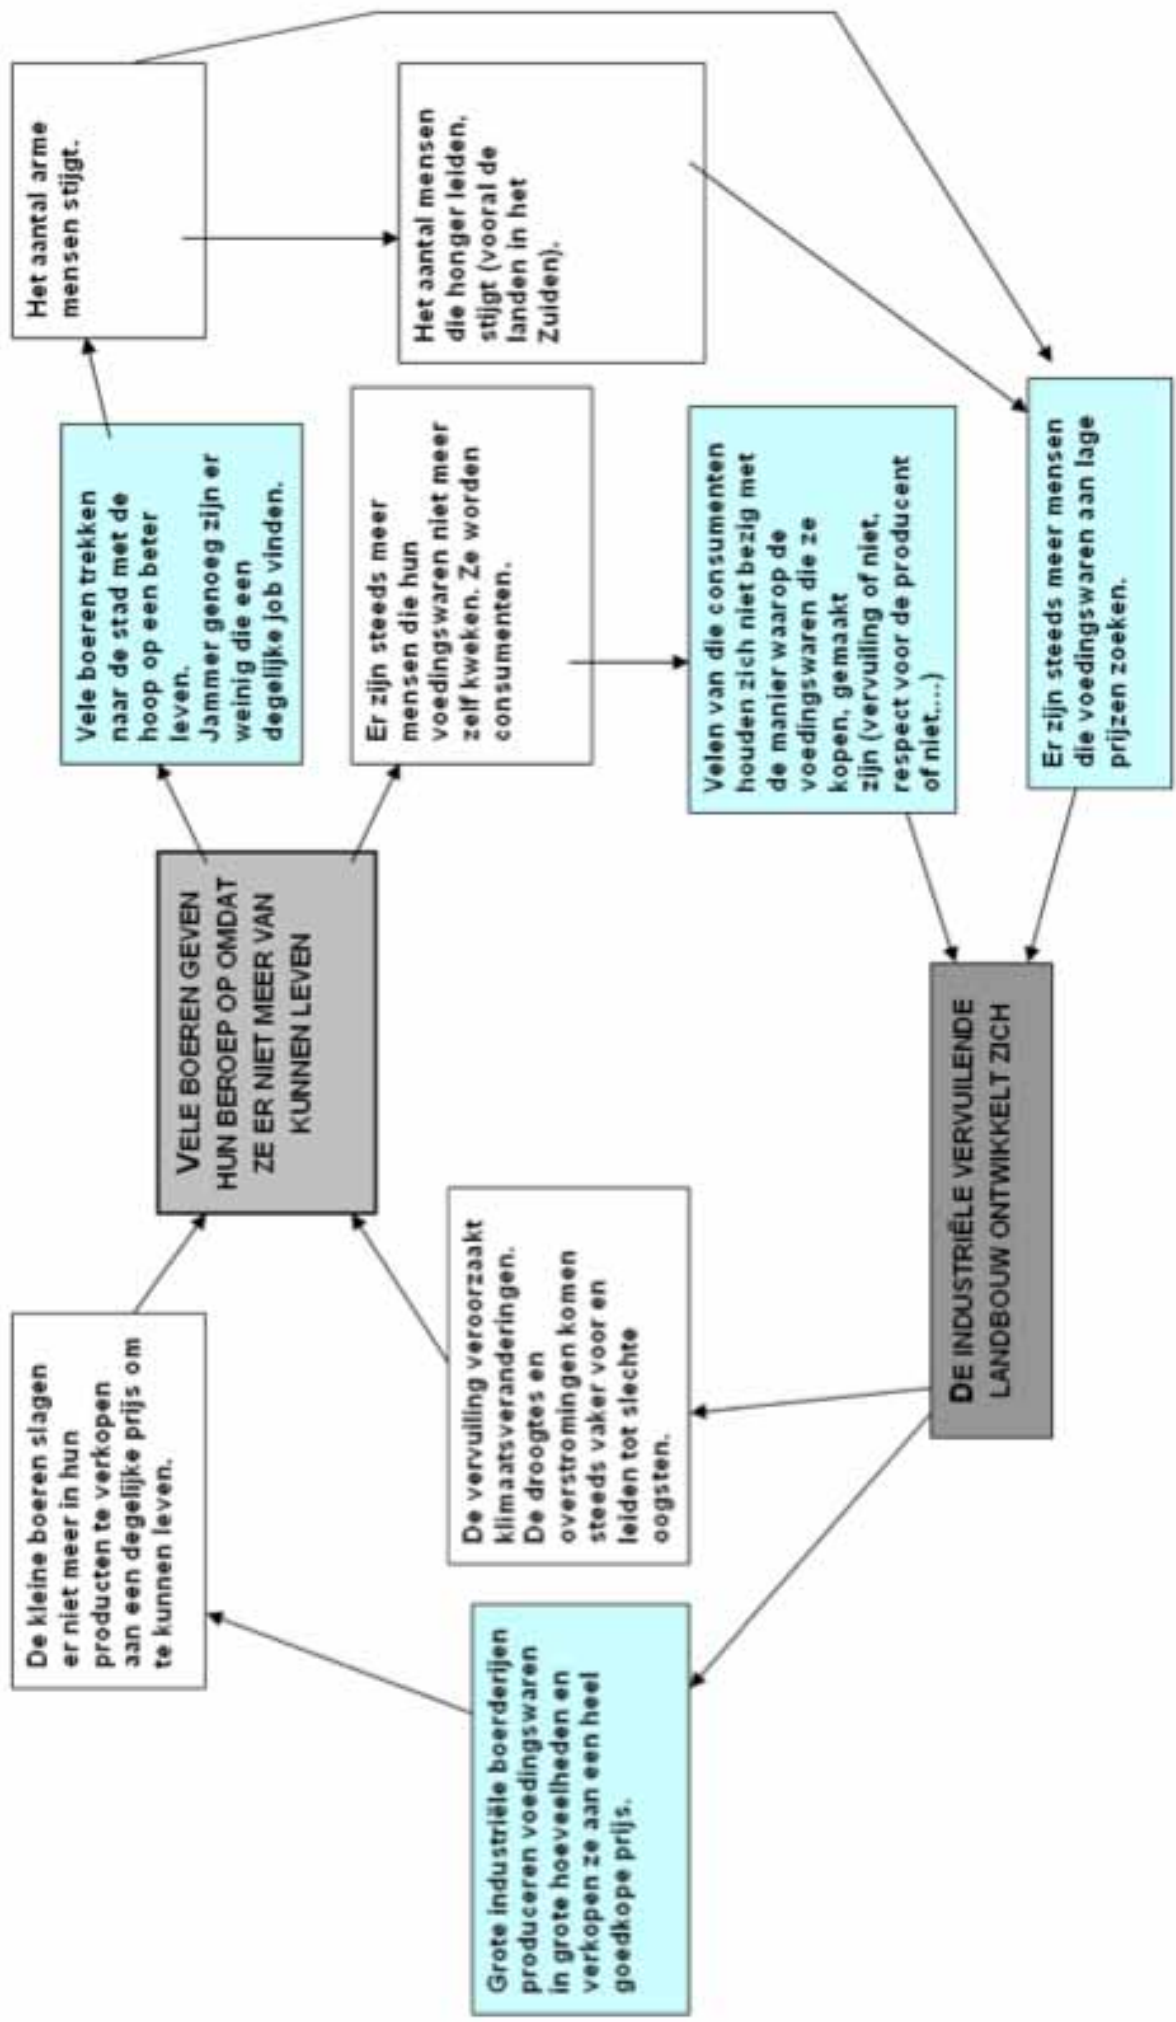 De kleine boeren slagen
er niet meer in hun
producten te verkopen
aan een degelijke prijs om
te kunnen leven.
VELE BOEREN GEVEN
HUN BEROEP OP OMDAT
ZE ER NIET MEER VAN
KUNNEN LEVEN
Vele boeren trekken
naar de stad met de
hoop op een beter
leven.
Jammer genoeg zijn er
weinig die een
degelijke job vinden.
Het aantal arme
mensen stijgt.
Grote industriële boerderijen
produceren voedingswaren
in grote hoeveelheden en
verkopen ze aan een heel
goedkope prijs.
De vervuiling veroorzaakt
klimaatsveranderingen.
De droogtes en
overstromingen komen
steeds vaker voor en
leiden tot slechte
oogsten.
Er zijn steeds meer
mensen die hun
voedingswaren niet meer
zelf kweken. Ze worden
consumenten.
Het aantal mensen
die honger leiden,
stijgt (vooral de
landen in het
Zuiden).
Velen van die consumenten
houden zich niet bezig met
de manier waarop de
voedingswaren die ze
kopen, gemaakt
zijn (vervuiling of niet,
respect voor de producent
of niet,...)
DE INDUSTRIËLE VERVUILENDE
LANDBOUW ONTWIKKELT ZICH
Er zijn steeds meer mensen
die voedingswaren aan lage
prijzen zoeken.